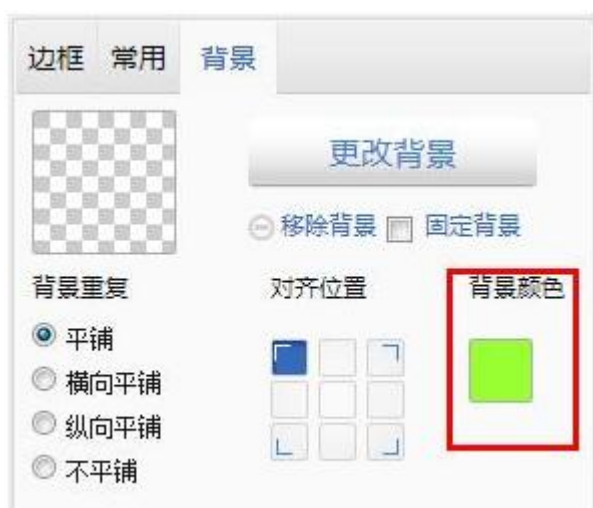 边框 常用 背景
更改背景
移除背景 固定背景
背景重复 对齐位置 背景颜色
平铺
横向平铺
纵向平铺
不平铺